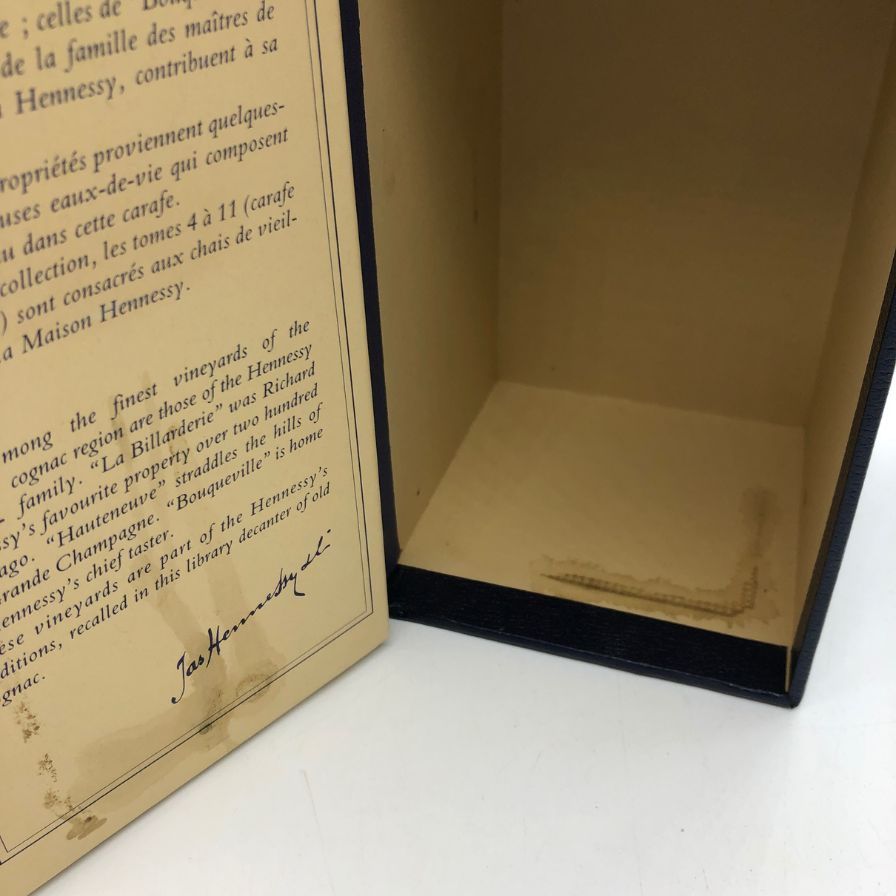 e ; celles de "Bouqu
de la famille des maîtres de
n Hennessy, contribuent à sa
ropriétés proviennent quelques-
uses eaux-de-vie qui composent
u dans cette carafe.
collection, les tomes 4 à 11 (carafe
) sont consacrés aux chais de vieil-
a Maison Hennessy.
mong the finest vineyards of the
cognac region are those of the Hennessy
family. "La Billarderie" was Richard
sy's favourite property over two hundred
ago. "Hauteneuve" straddles the hills of
rande Champagne. "Bouqueville" is home
ennessy's chief taster.
ese vineyards are part of the Hennessy's
ditions, recalled in this library decanter of old
gnac.
Jas Hennessy & Co